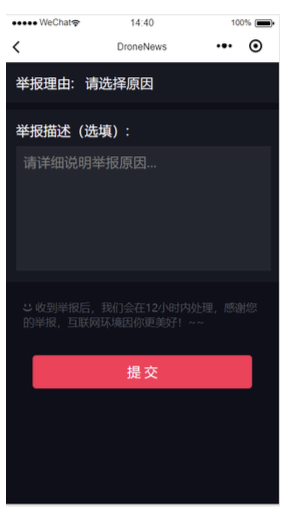 ●●●●● WeChat
14:40
100%
DroneNews
举报理由: 请选择原因
举报描述（选填）:
请详细说明举报原因...
收到举报后，我们会在12小时内处理，感谢您
的举报，互联网环境因你更美好！~~
提 交